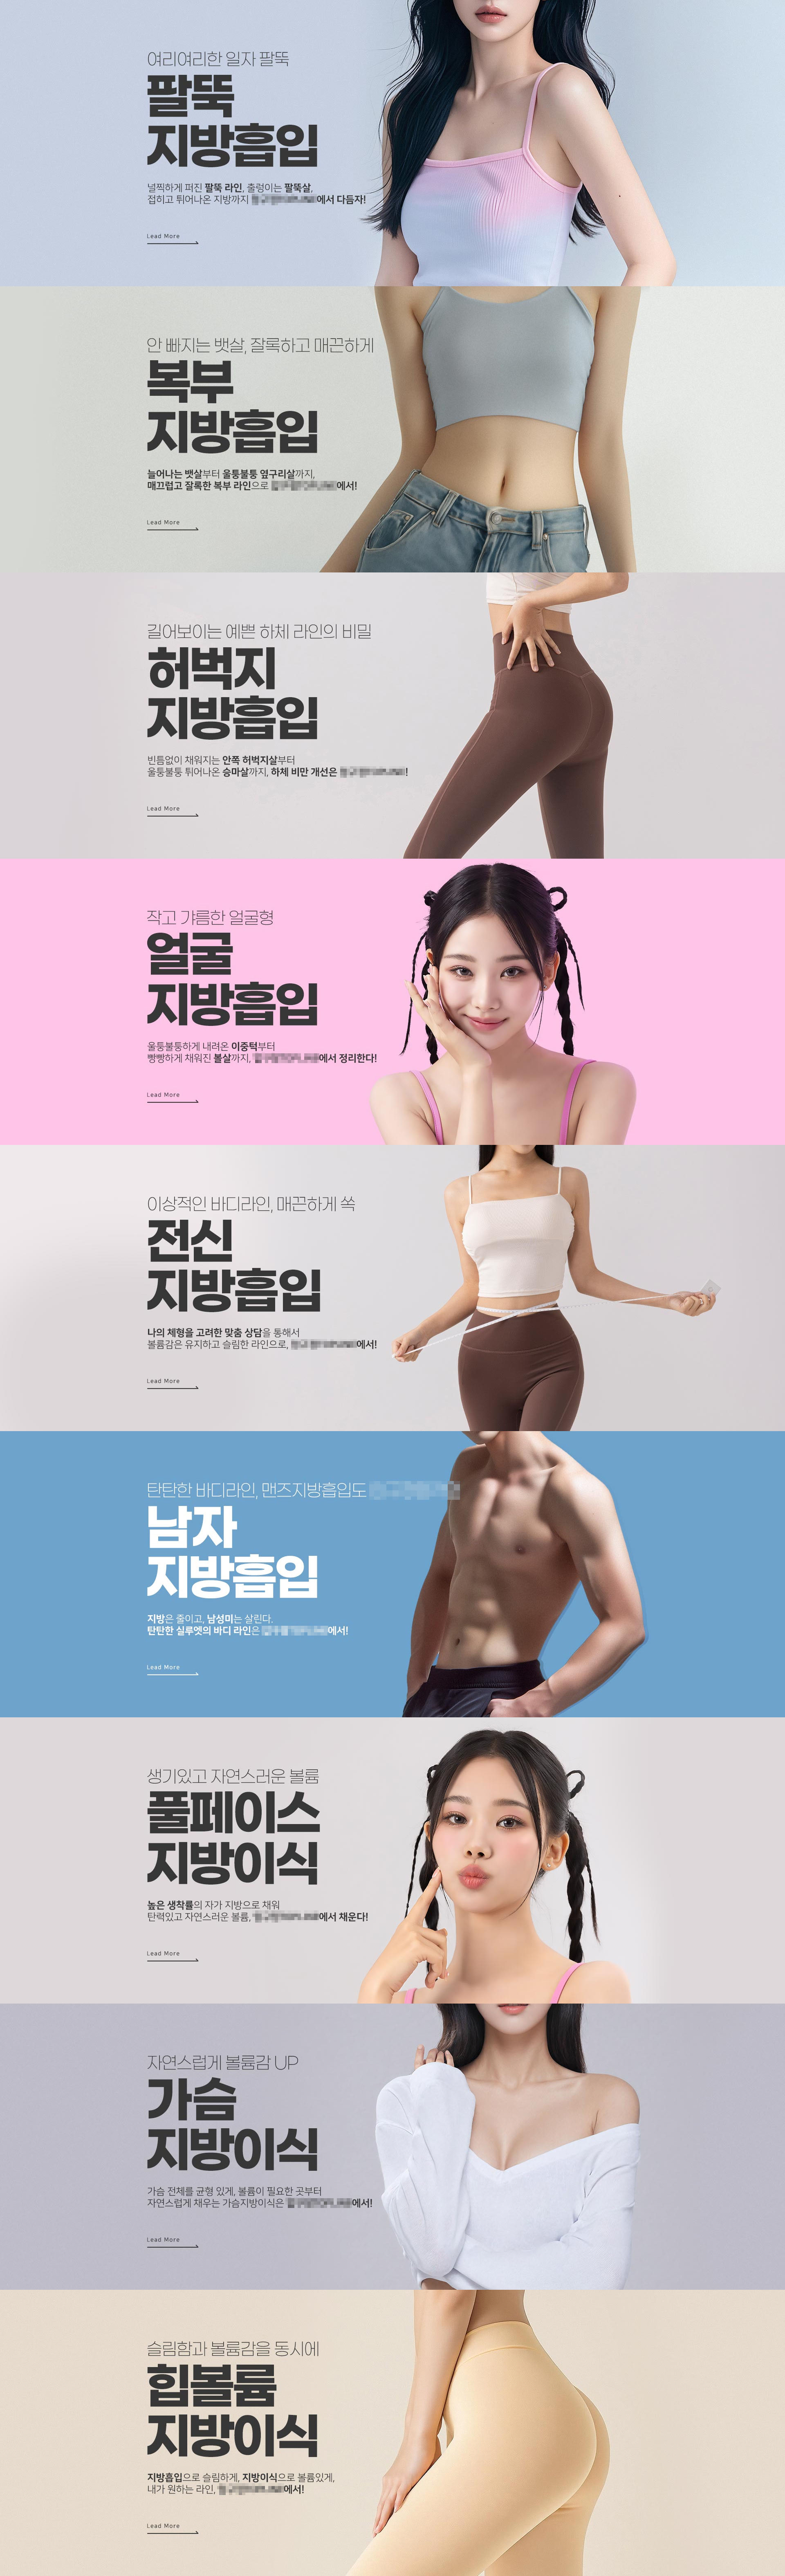 여리여리한 일자 팔뚝
팔뚝
지방흡입
널찍하게 퍼진 팔뚝 라인, 출렁이는 팔뚝살,
접히고 튀어나온 지방까지 에서 다듬자!
Lead More
안 빠지는 뱃살, 잘록하고 매끈하게
복부
지방흡입
늘어나는 뱃살부터 울퉁불퉁 옆구리살까지,
매끄럽고 잘록한 복부 라인으로 에서!
Lead More
길어보이는 예쁜 하체 라인의 비밀
허벅지
지방흡입
빈틈없이 채워지는 안쪽 허벅지살부터
울퉁불퉁 튀어나온 승마살까지, 하체 비만 개선은 !
Lead More
작고 갸름한 얼굴형
얼굴
지방흡입
울퉁불퉁하게 내려온 이중턱부터
빵빵하게 채워진 볼살까지, 에서 정리한다!
Lead More
이상적인 바디라인, 매끈하게 쏙
전신
지방흡입
나의 체형을 고려한 맞춤 상담을 통해서
볼륨감은 유지하고 슬림한 라인으로, 에서!
Lead More
탄탄한 바디라인, 맨즈지방흡입도
남자
지방흡입
지방은 줄이고, 남성미는 살린다.
탄탄한 실루엣의 바디 라인은 에서!
Lead More
생기있고 자연스러운 볼륨
풀페이스
지방이식
높은 생착률의 자가 지방으로 채워
탄력있고 자연스러운 볼륨, 에서 채운다!
Lead More
자연스럽게 볼륨감 UP
가슴
지방이식
가슴 전체를 균형 있게, 볼륨이 필요한 곳부터
자연스럽게 채우는 가슴지방이식은 에서!
Lead More
슬림함과 볼륨감을 동시에
힙볼륨
지방이식
지방흡입으로 슬림하게, 지방이식으로 볼륨있게,
내가 원하는 라인, 에서!
Lead More